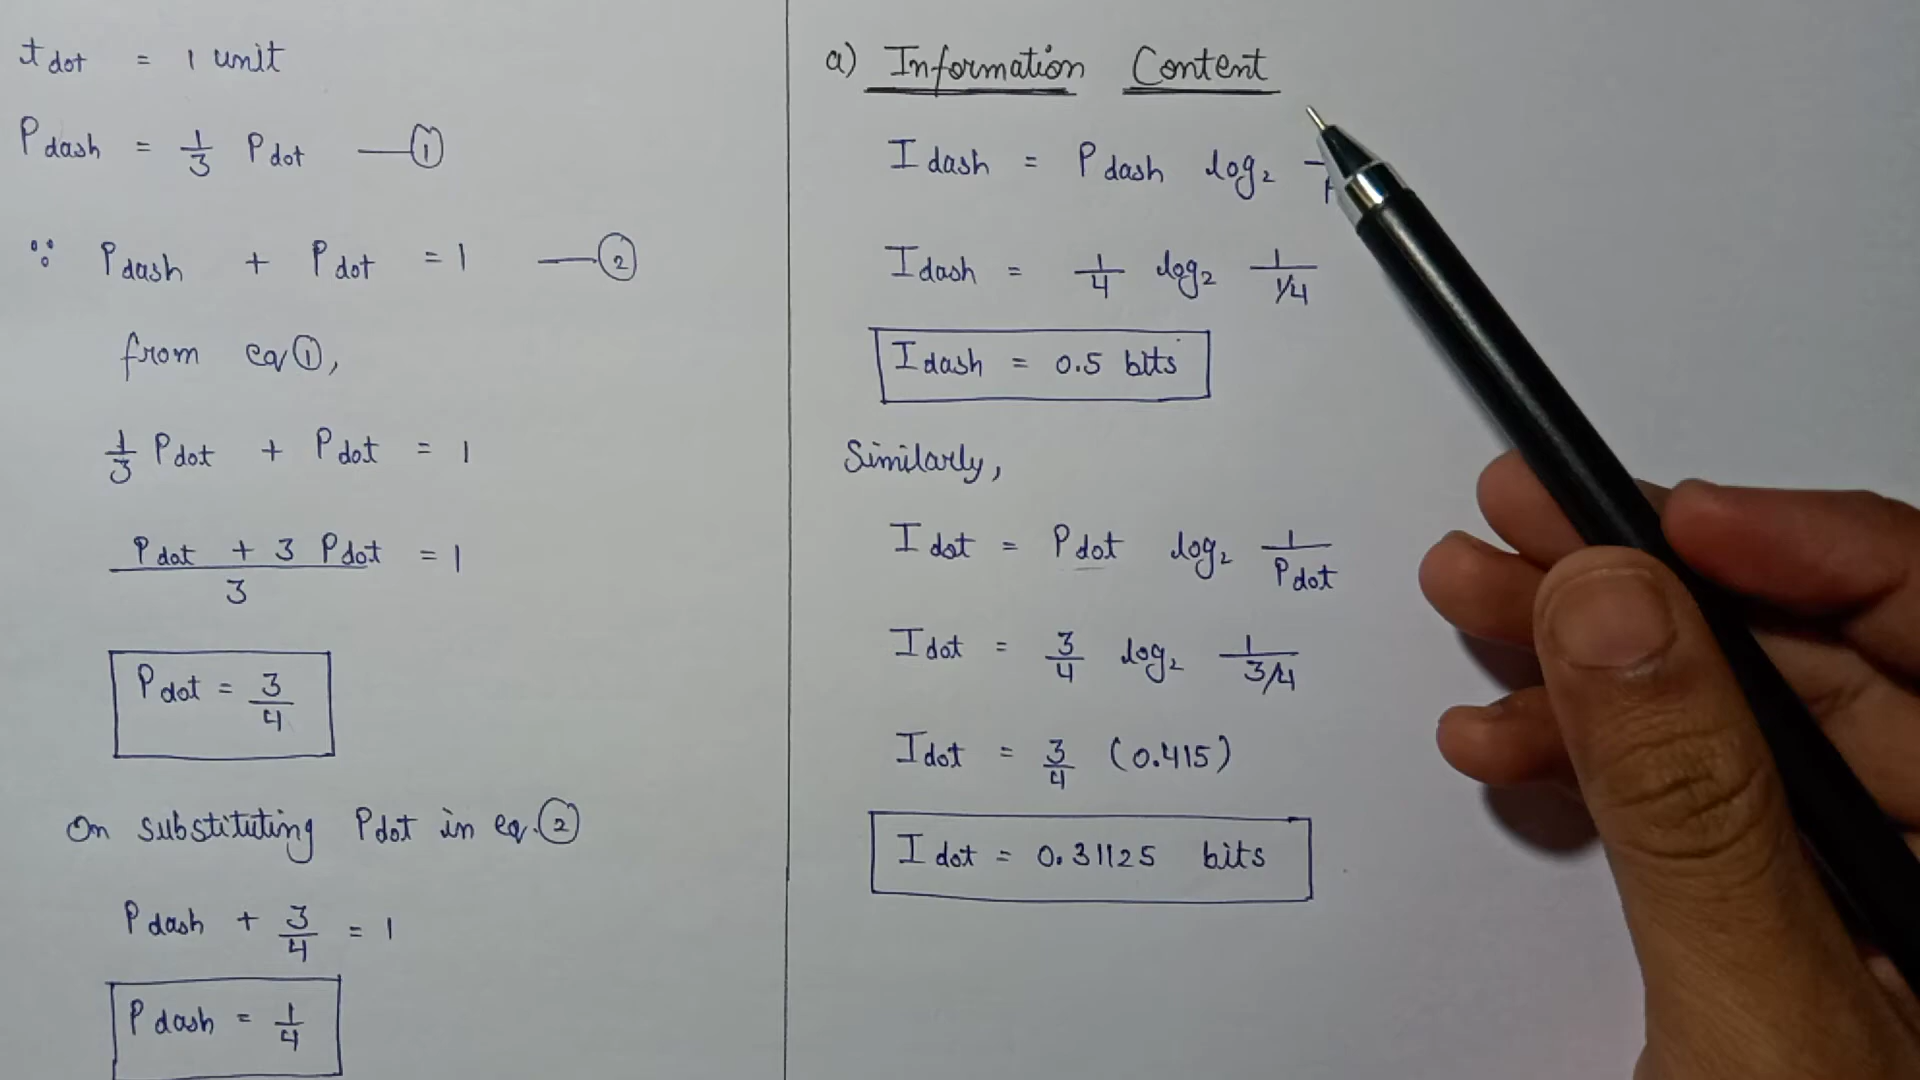 t dot = 1 unit
P dash = 1/3 P dot —①
∵ P dash + P dot = 1 —②
from eq ①,
1/3 P dot + P dot = 1
P dot + 3 P dot / 3 = 1
P dot = 3/4
On substituting P dot in eq. ②
P dash + 3/4 = 1
P dash = 1/4
a) Information Content
I dash = P dash log₂ 1/
I dash = 1/4 log₂ 1/(1/4)
I dash = 0.5 bits
Similarly,
I dot = P dot log₂ 1/P dot
I dot = 3/4 log₂ 1/(3/4)
I dot = 3/4 (0.415)
I dot = 0.31125 bits